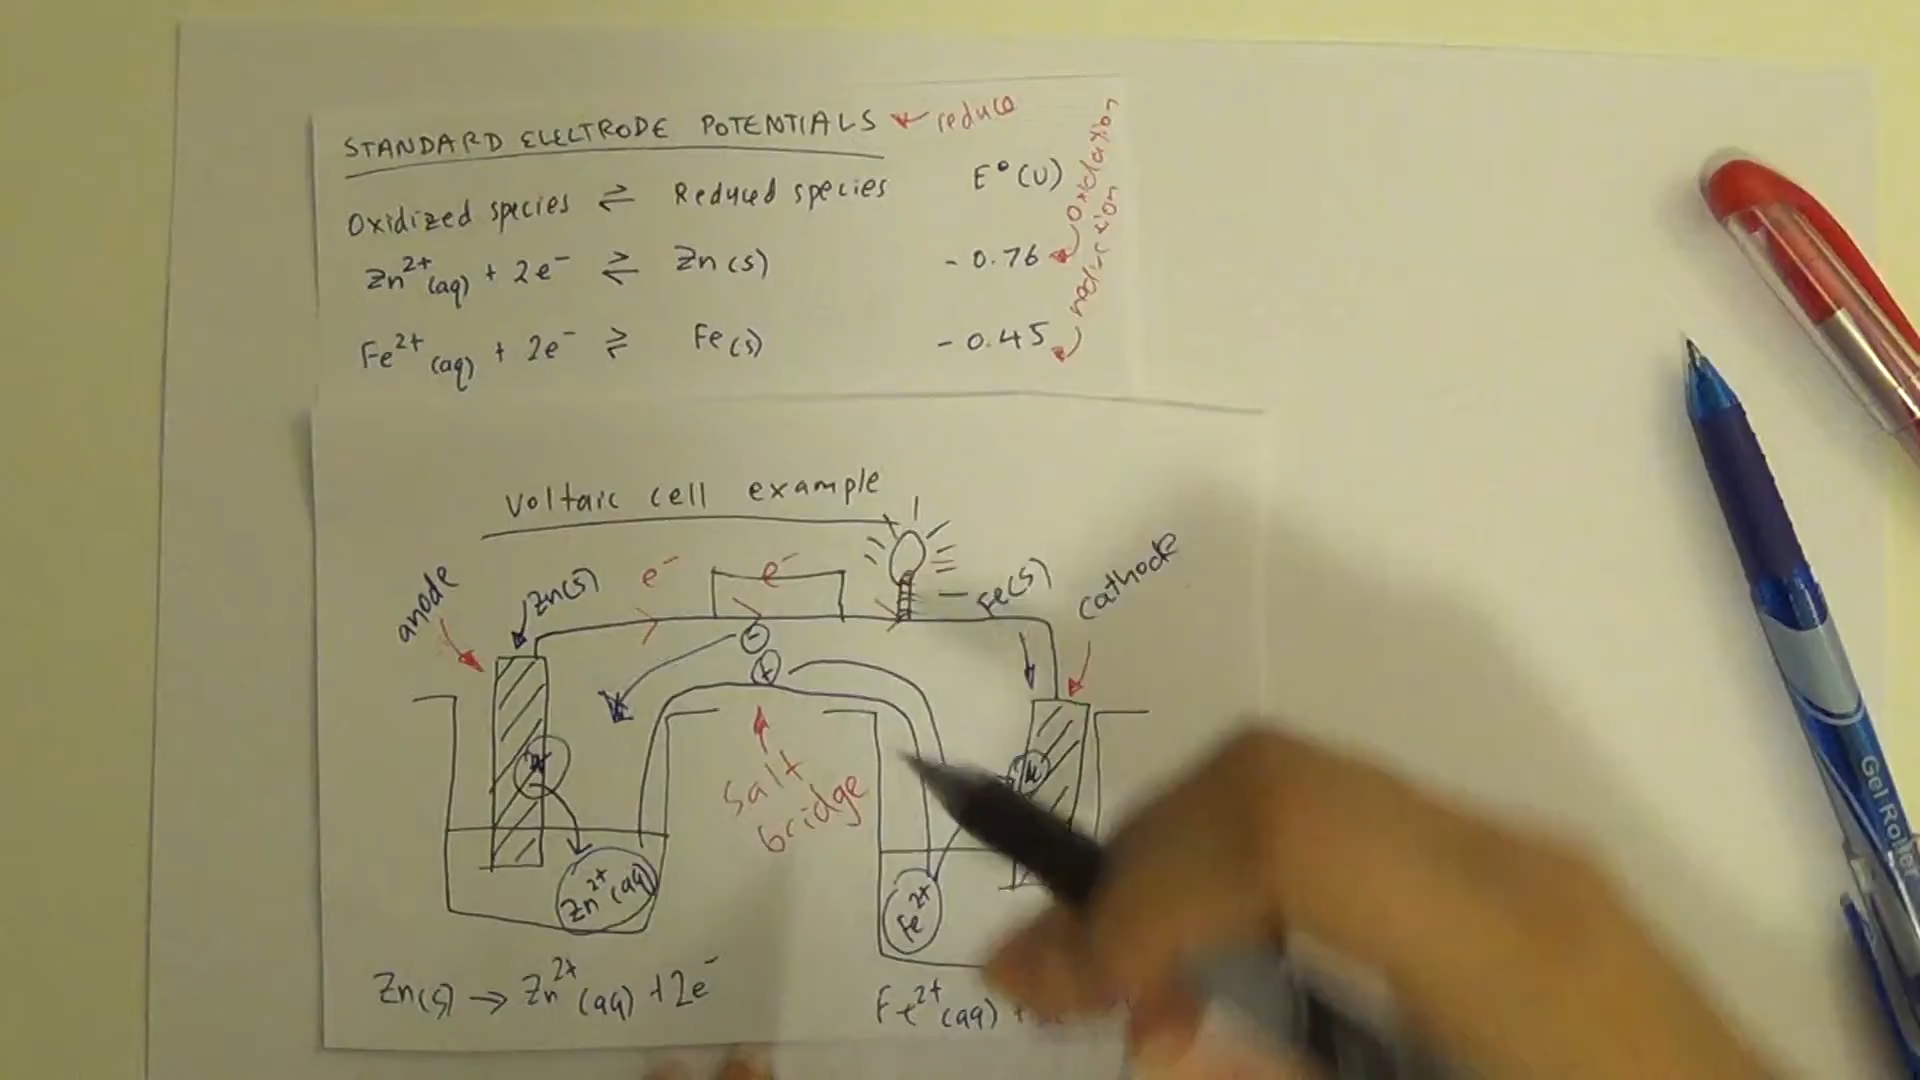 STANDARD ELECTRODE POTENTIALS ← reduce
Oxidized species ⇌ Reduced species E°(V)
Zn²⁺(aq) + 2e⁻ ⇌ Zn(s) - 0.76 oxidation
Fe²⁺(aq) + 2e⁻ ⇌ Fe(s) - 0.45
voltaic cell example
anode
Zn(s)
e⁻
e⁻
Fe(s)
cathode
-
+
salt
bridge
Zn²⁺(aq)
Fe²⁺
Zn(s) → Zn²⁺(aq) + 2e⁻
Fe²⁺(aq) +
Gel Roller